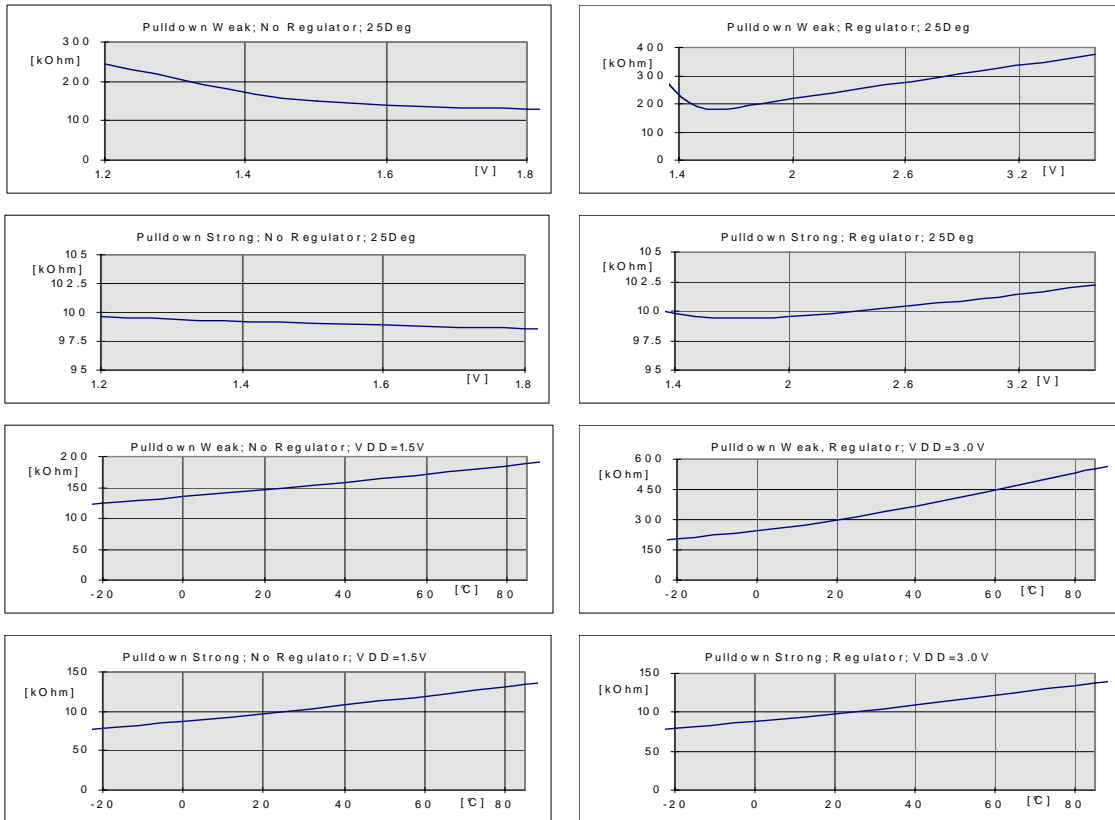 Pulldown Weak; No Regulator; 25Deg
300
[kOhm]
200
100
0
1.2 1.4 1.6 [V] 1.8
Pulldown Weak; Regulator; 25Deg
400
[kOhm]
300
200
100
0
1.4 2 2.6 3.2 [V]
Pulldown Strong; No Regulator; 25Deg
105
[kOhm]
102.5
100
97.5
95
1.2 1.4 1.6 [V] 1.8
Pulldown Strong; Regulator; 25Deg
105
[kOhm]
102.5
100
97.5
95
1.4 2 2.6 3.2 [V]
Pulldown Weak; No Regulator; VDD=1.5V
200
[kOhm]
150
100
50
0
-20 0 20 40 60 [°C] 80
Pulldown Weak, Regulator; VDD=3.0V
600
[kOhm]
450
300
150
0
-20 0 20 40 60 [°C] 80
Pulldown Strong; No Regulator; VDD=1.5V
150
[kOhm]
100
50
0
-20 0 20 40 60 [°C] 80
Pulldown Strong; Regulator; VDD=3.0V
150
[kOhm]
100
50
0
-20 0 20 40 60 [°C] 80